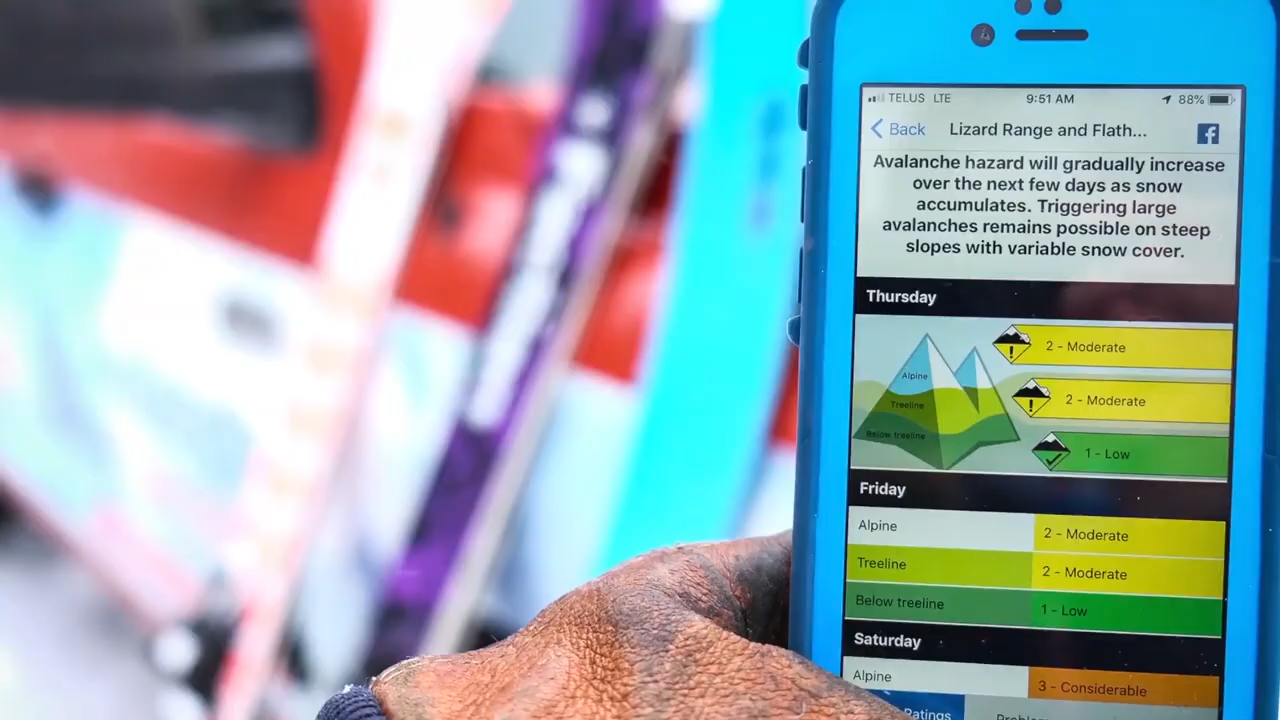 TELUS LTE 9:51 AM 88%
Back Lizard Range and Flath...
Avalanche hazard will gradually increase
over the next few days as snow
accumulates. Triggering large
avalanches remains possible on steep
slopes with variable snow cover.
Thursday
Alpine 2 - Moderate
Treeline 2 - Moderate
Below treeline 1 - Low
Friday
Alpine 2 - Moderate
Treeline 2 - Moderate
Below treeline 1 - Low
Saturday
Alpine 3 - Considerable
Ratings